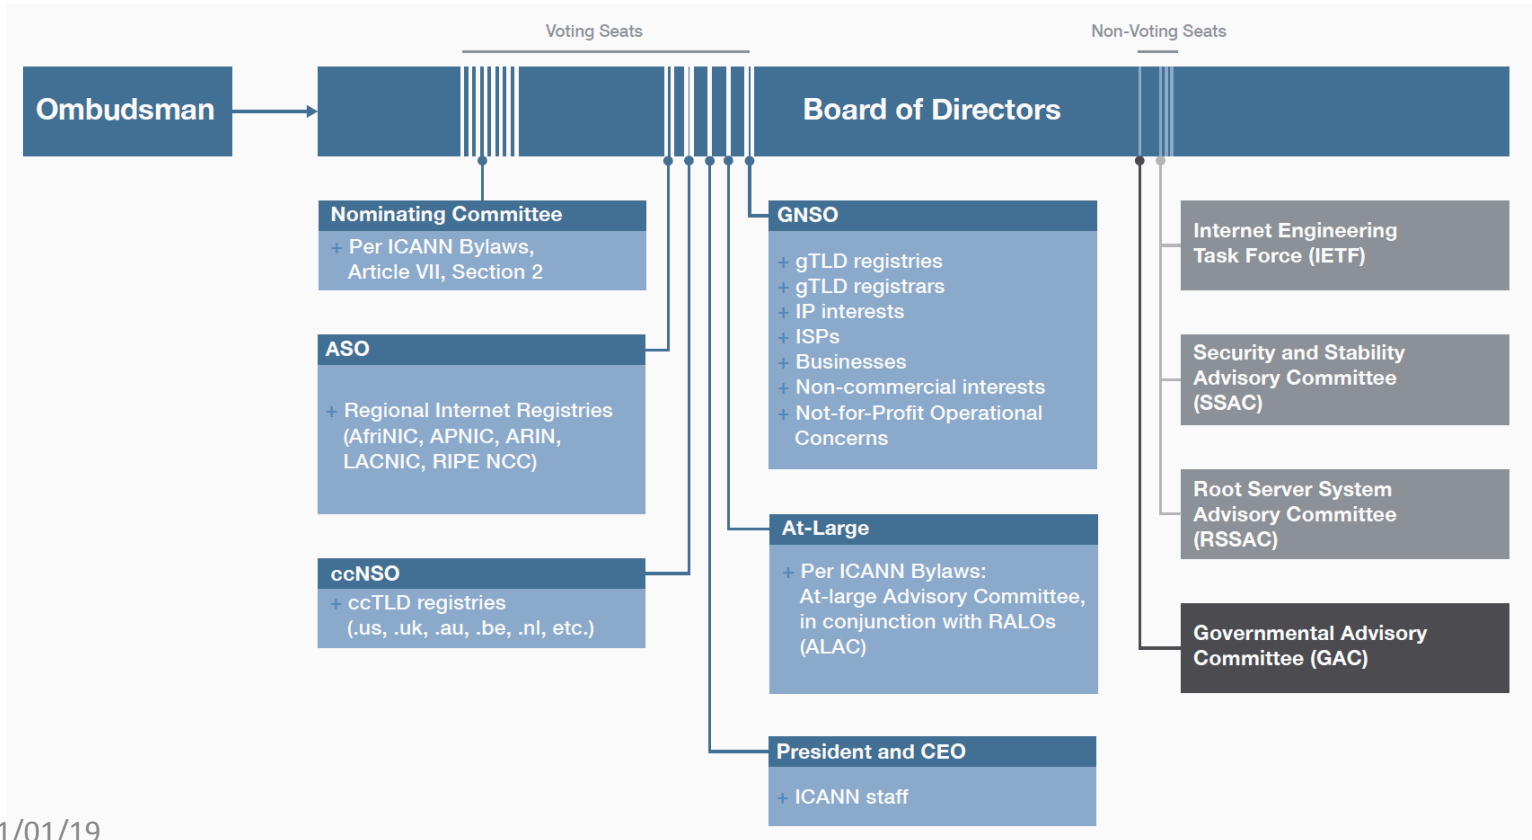 Voting Seats
Non-Voting Seats
Ombudsman
Board of Directors
Nominating Committee
+ Per ICANN Bylaws,
Article VII, Section 2
ASO
+ Regional Internet Registries
(AfriNIC, APNIC, ARIN,
LACNIC, RIPE NCC)
ccNSO
+ ccTLD registries
(.us, .uk, .au, .be, .nl, etc.)
GNSO
+ gTLD registries
+ gTLD registrars
+ IP interests
+ ISPs
+ Businesses
+ Non-commercial interests
+ Not-for-Profit Operational
Concerns
At-Large
+ Per ICANN Bylaws:
At-large Advisory Committee,
in conjunction with RALOs
(ALAC)
President and CEO
+ ICANN staff
Internet Engineering
Task Force (IETF)
Security and Stability
Advisory Committee
(SSAC)
Root Server System
Advisory Committee
(RSSAC)
Governmental Advisory
Committee (GAC)
1/01/19